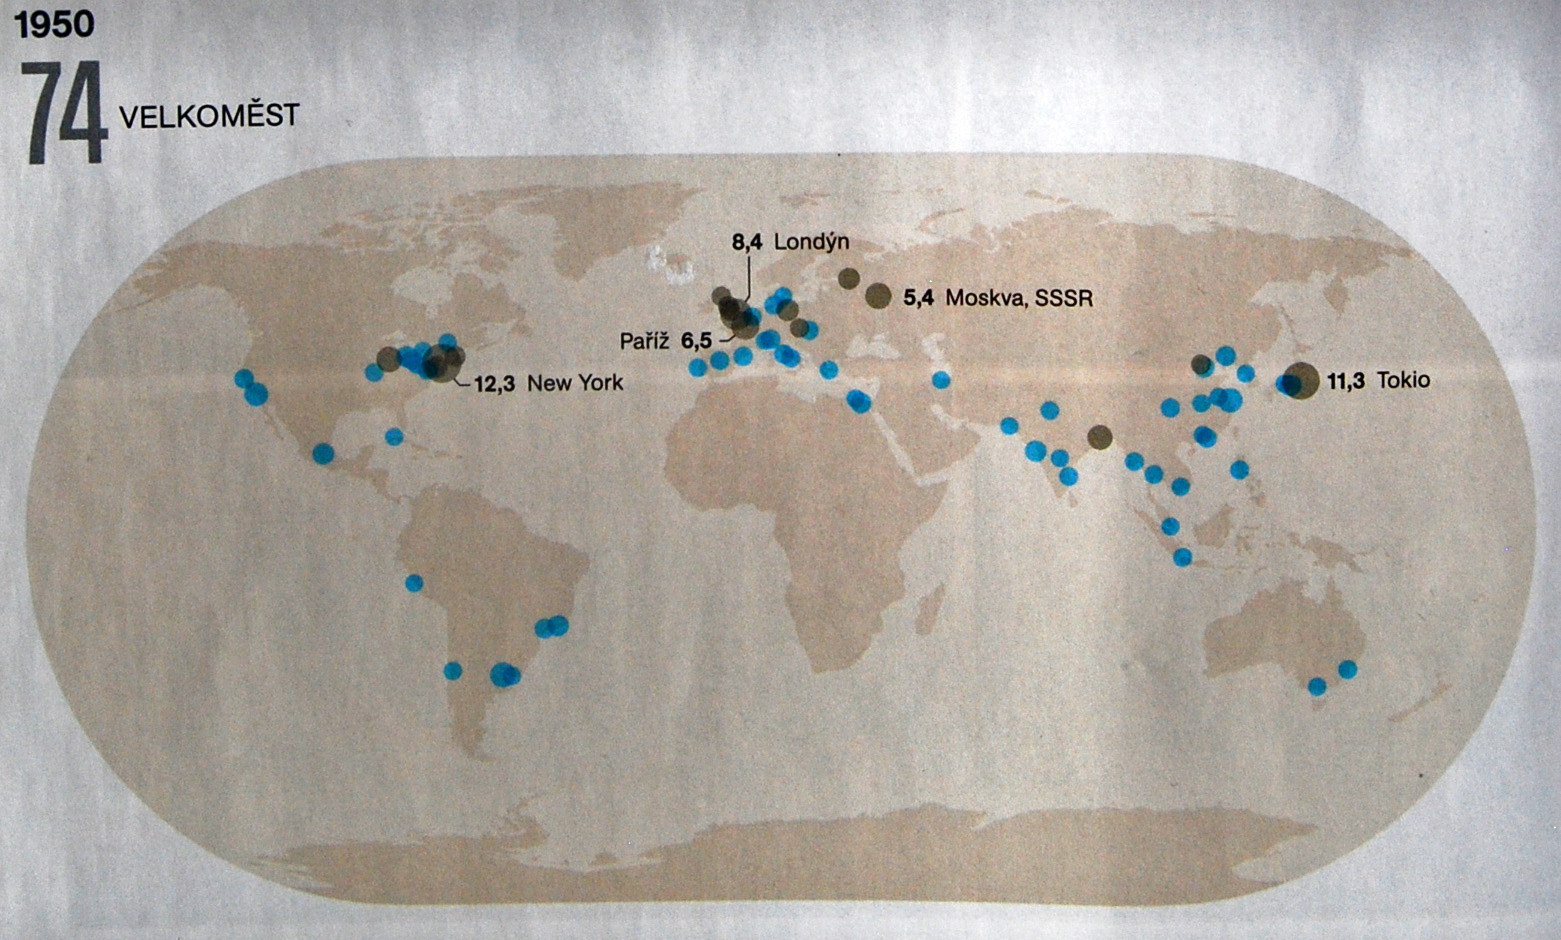 1950
74 VELKOMĚST
8,4 Londýn
5,4 Moskva, SSSR
Paříž 6,5
12,3 New York
11,3 Tokio